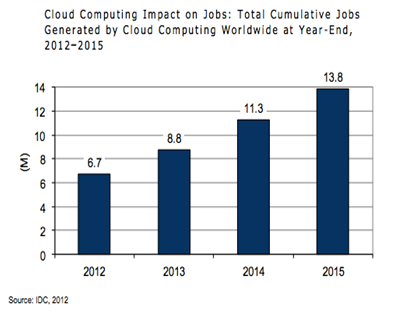 Cloud Computing Impact on Jobs: Total Cumulative Jobs
Generated by Cloud Computing Worldwide at Year-End,
2012–2015
14
12
10
8
6
4
2
0
(M)
6.7
8.8
11.3
13.8
2012 2013 2014 2015
Source: IDC, 2012